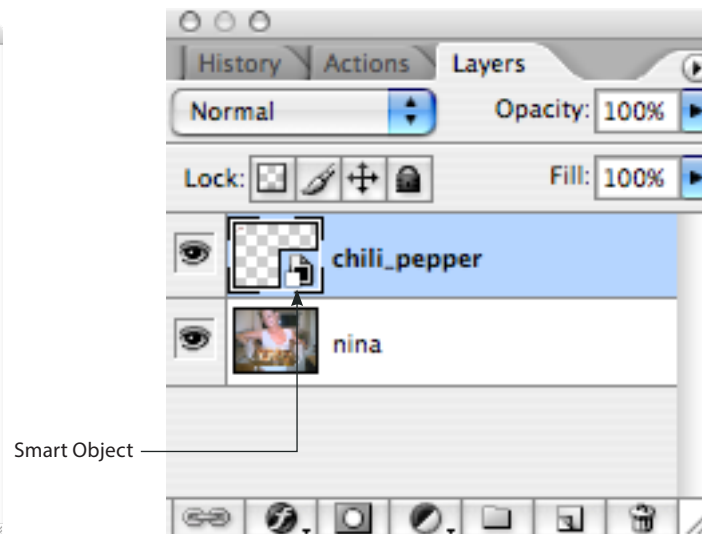 History Actions Layers
Normal Opacity: 100%
Lock: Fill: 100%
chili_pepper
nina
Smart Object